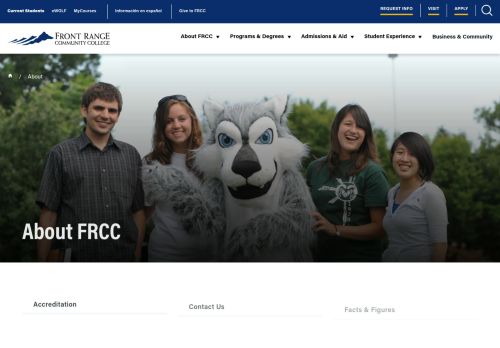 Current Students eWOLF MyCourses Información en español Give to FRCC REQUEST INFO VISIT APPLY
FRONT RANGE
COMMUNITY COLLEGE
About FRCC Programs & Degrees Admissions & Aid Student Experience Business & Community
/ About
About FRCC
Accreditation
Contact Us
Facts & Figures